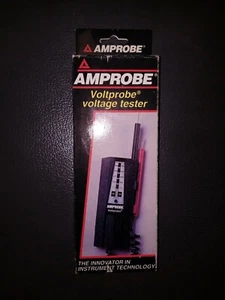 AMPROBE
AMPROBE®
Voltprobe®
voltage tester
AMPROBE
THE INNOVATOR IN
INSTRUMENT TECHNOLOGY